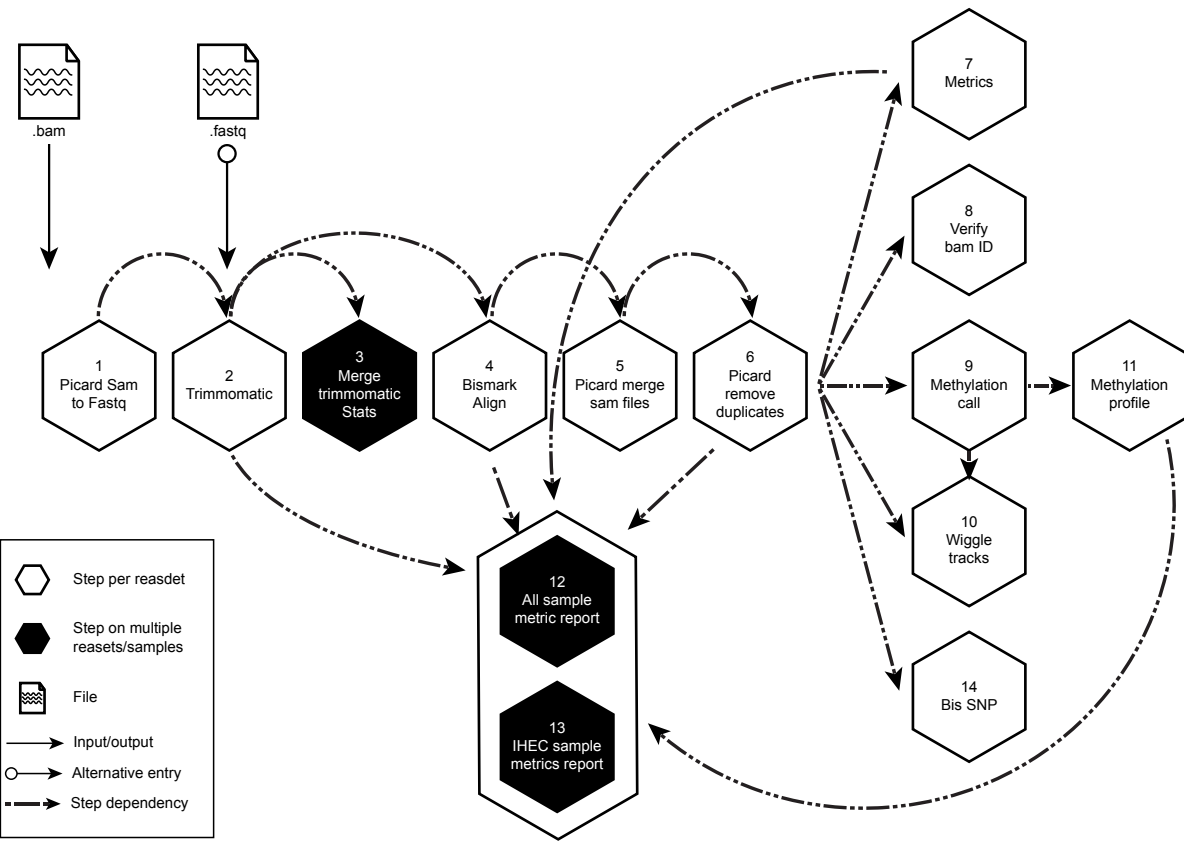 .bam
.fastq
7
Metrics
8
Verify
bam ID
1
Picard Sam
to Fastq
2
Trimmomatic
3
Merge
trimmomatic
Stats
4
Bismark
Align
5
Picard merge
sam files
6
Picard
remove
duplicates
9
Methylation
call
11
Methylation
profile
10
Wiggle
tracks
12
All sample
metric report
13
IHEC sample
metrics report
14
Bis SNP
Step per reasdet
Step on multiple
reasets/samples
File
Input/output
Alternative entry
Step dependency